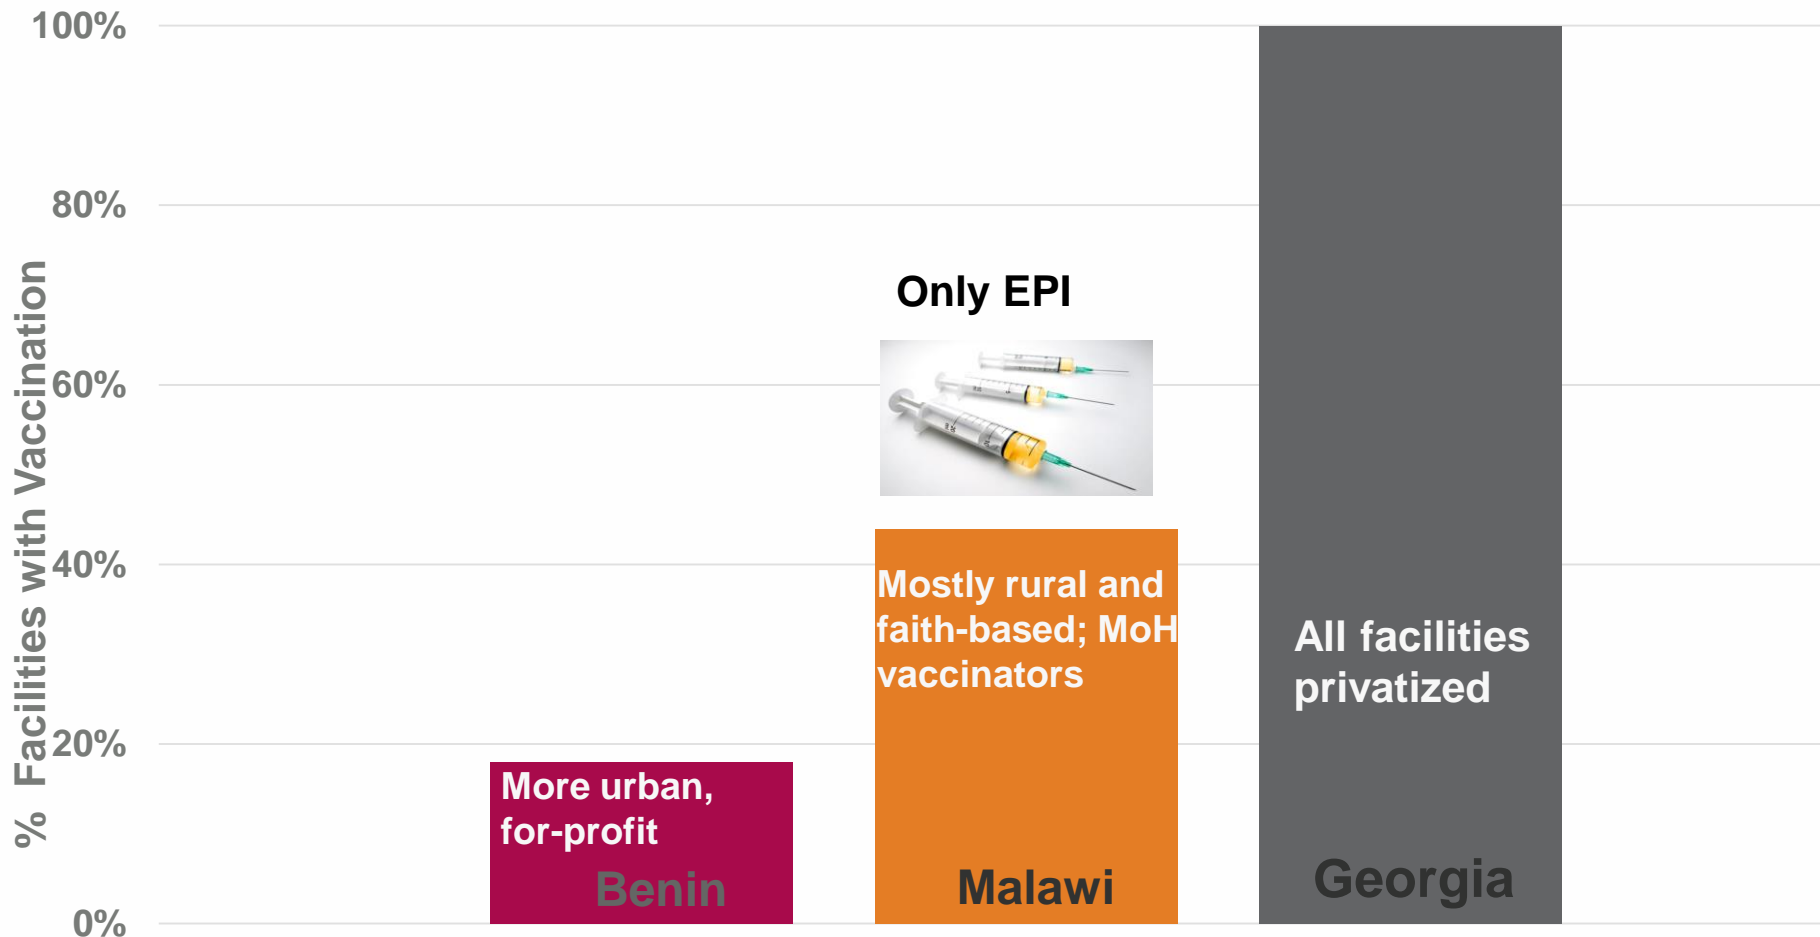 % Facilities with Vaccination
100%
80%
60%
40%
20%
0%
Only EPI
More urban,
for-profit
Benin
Mostly rural and
faith-based; MoH
vaccinators
Malawi
All facilities
privatized
Georgia